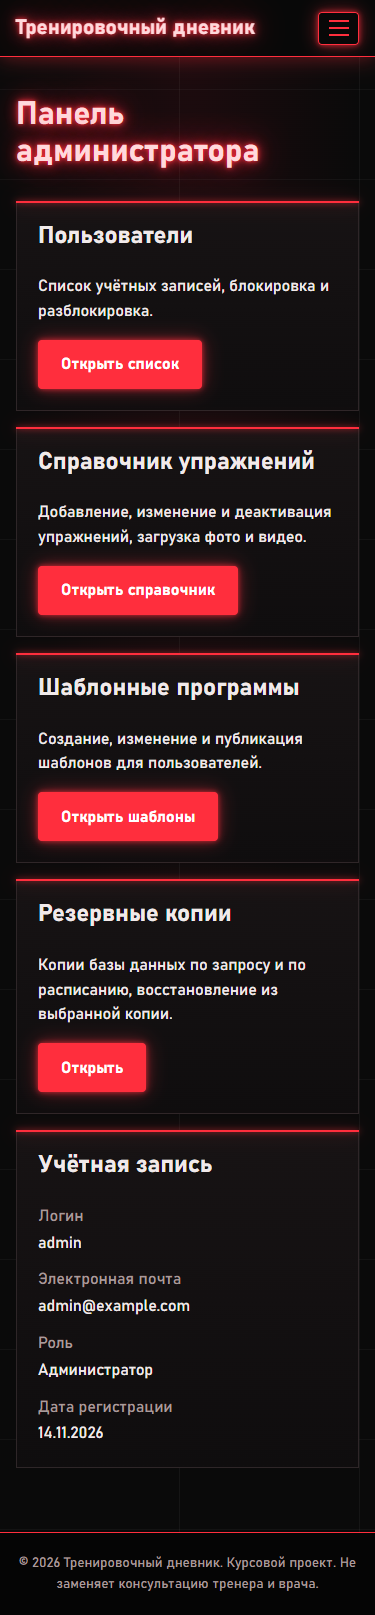 Тренировочный дневник
Панель
администратора
Пользователи
Список учётных записей, блокировка и
разблокировка.
Открыть список
Справочник упражнений
Добавление, изменение и деактивация
упражнений, загрузка фото и видео.
Открыть справочник
Шаблонные программы
Создание, изменение и публикация
шаблонов для пользователей.
Открыть шаблоны
Резервные копии
Копии базы данных по запросу и по
расписанию, восстановление из
выбранной копии.
Открыть
Учётная запись
Логин
admin
Электронная почта
admin@example.com
Роль
Администратор
Дата регистрации
14.11.2026
© 2026 Тренировочный дневник. Курсовой проект. Не
заменяет консультацию тренера и врача.